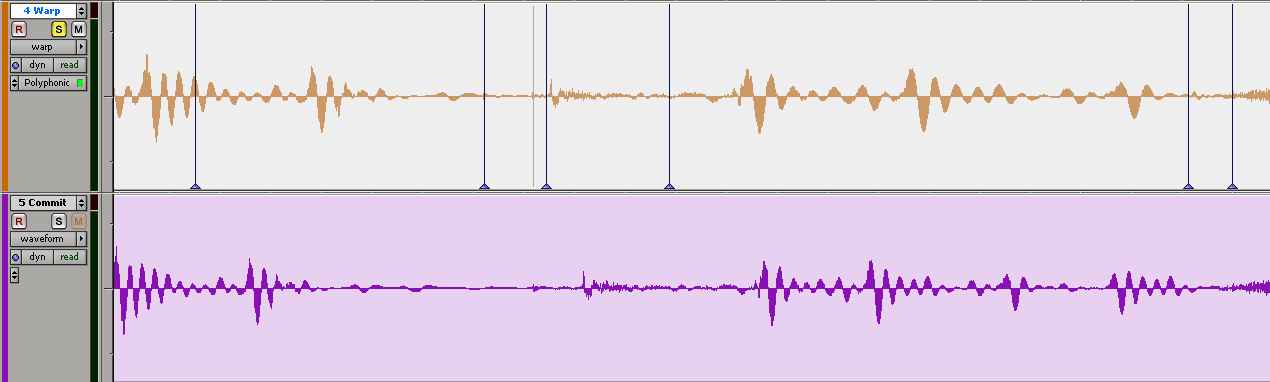 4 Warp
R S M
warp
dyn read
Polyphonic
5 Commit
R S M
waveform
dyn read